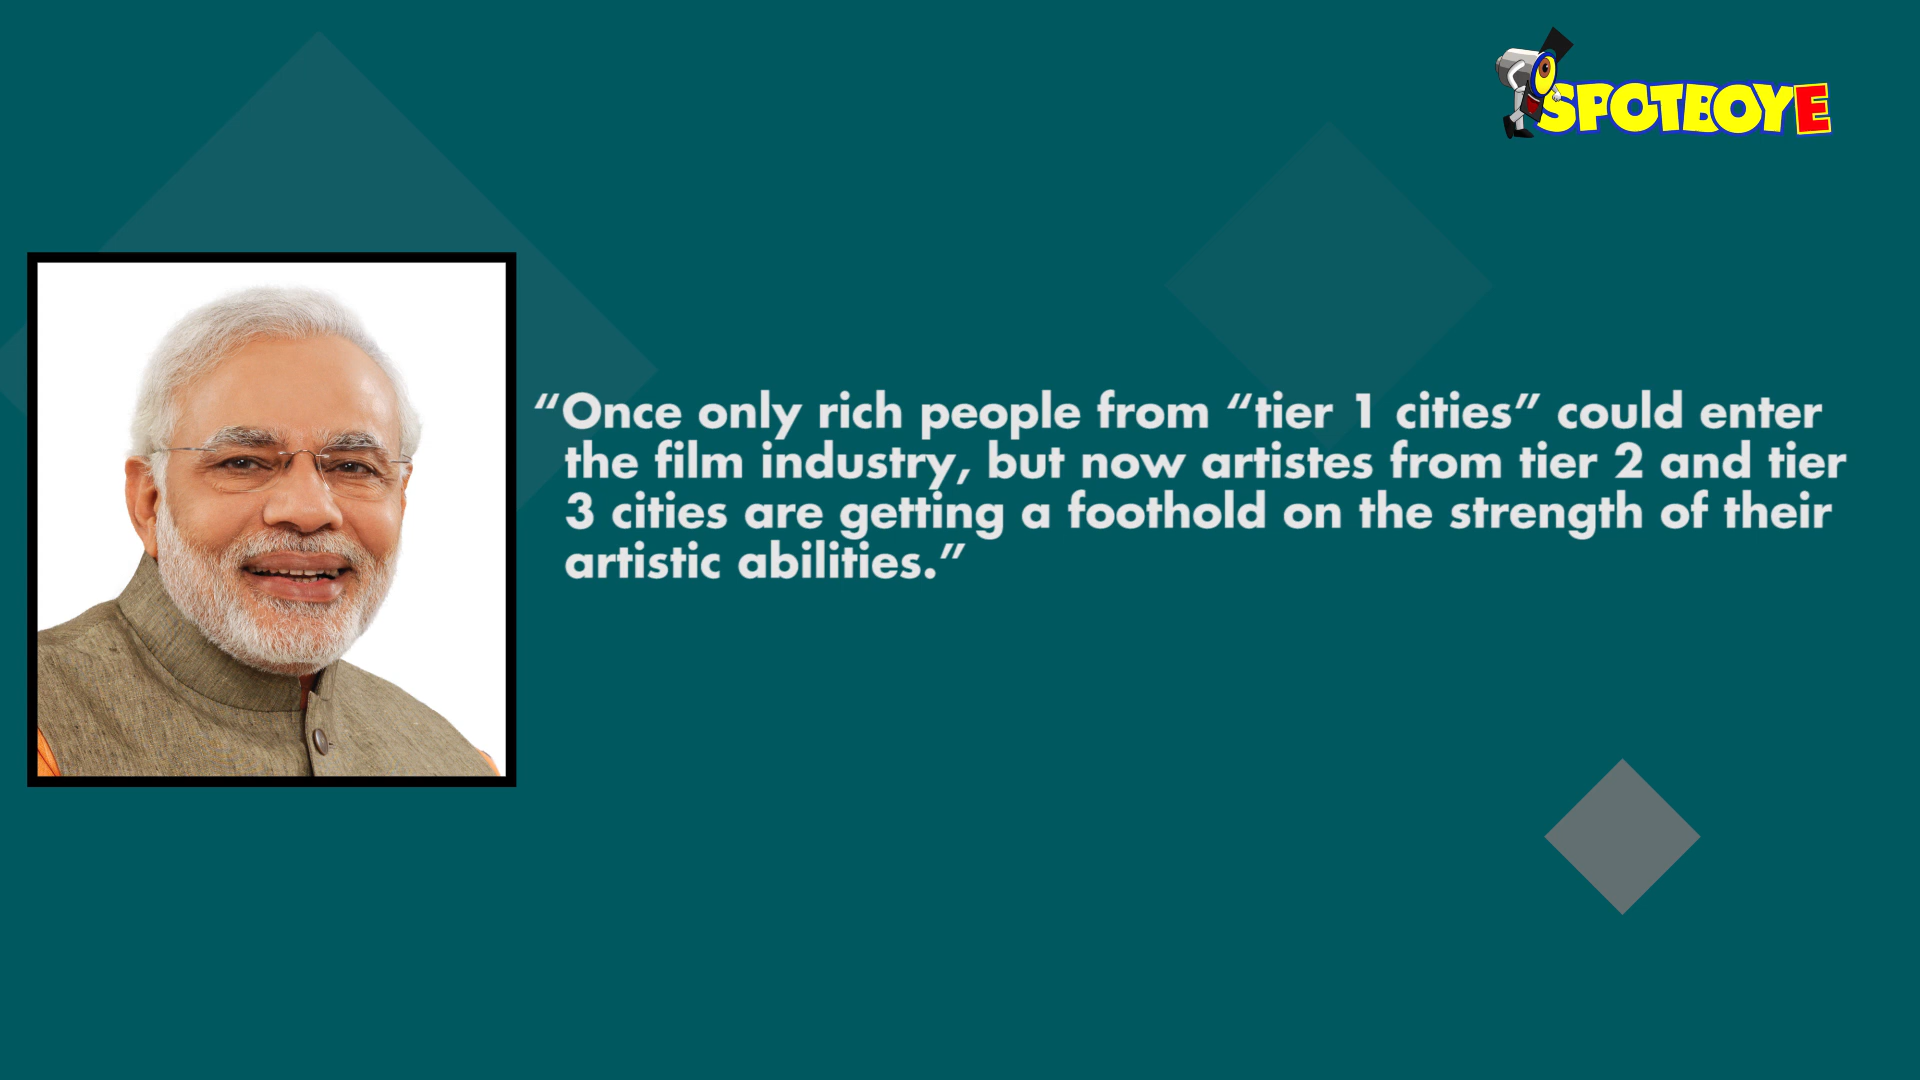 SPOTBOYE
“Once only rich people from “tier 1 cities” could enter
the film industry, but now artistes from tier 2 and tier
3 cities are getting a foothold on the strength of their
artistic abilities.”